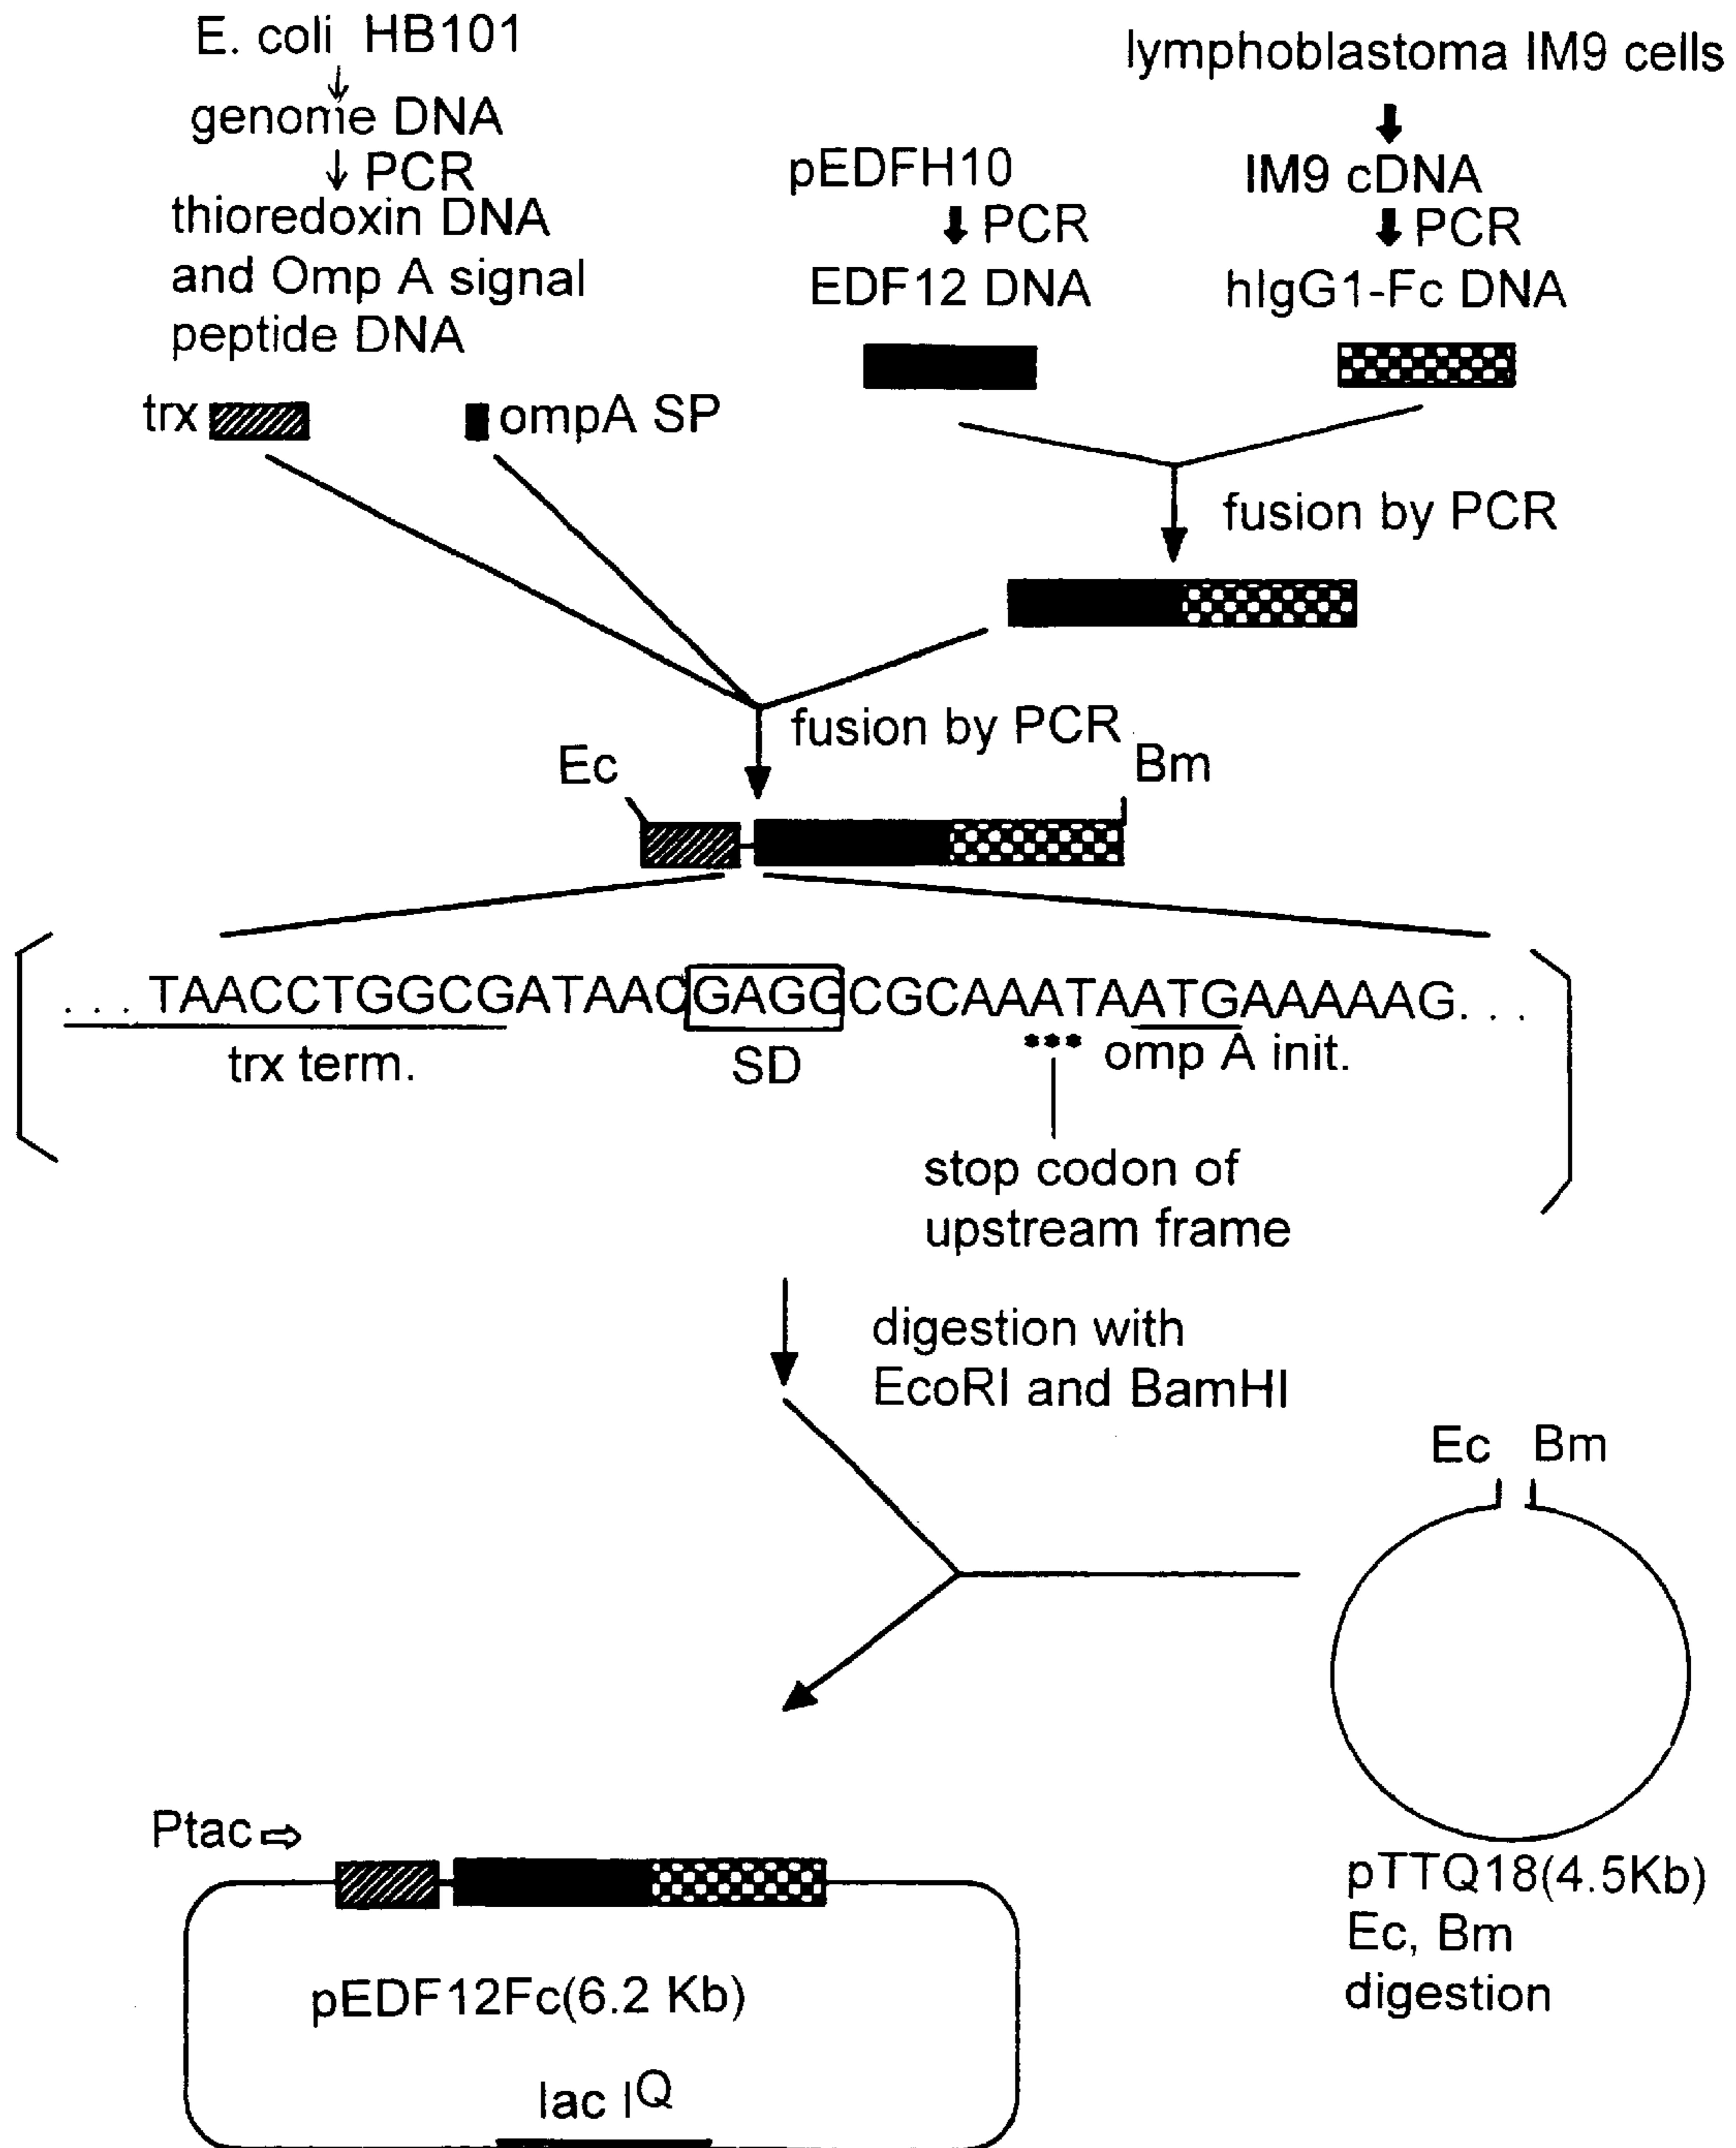 E. coli HB101
genome DNA
PCR
thioredoxin DNA
and Omp A signal
peptide DNA
trx
ompA SP
pEDFH10
PCR
EDF12 DNA
lymphoblastoma IM9 cells
IM9 cDNA
PCR
hIgG1-Fc DNA
fusion by PCR
fusion by PCR
Ec
Bm
. . . TAACCTGGCGATAACGAGGCGCAAATAATGAAAAAG. . .
trx term.
SD
*** omp A init.
stop codon of
upstream frame
digestion with
EcoRI and BamHI
Ec Bm
pTTQ18(4.5Kb)
Ec, Bm
digestion
Ptac⇨
pEDF12Fc(6.2 Kb)
lac IQ